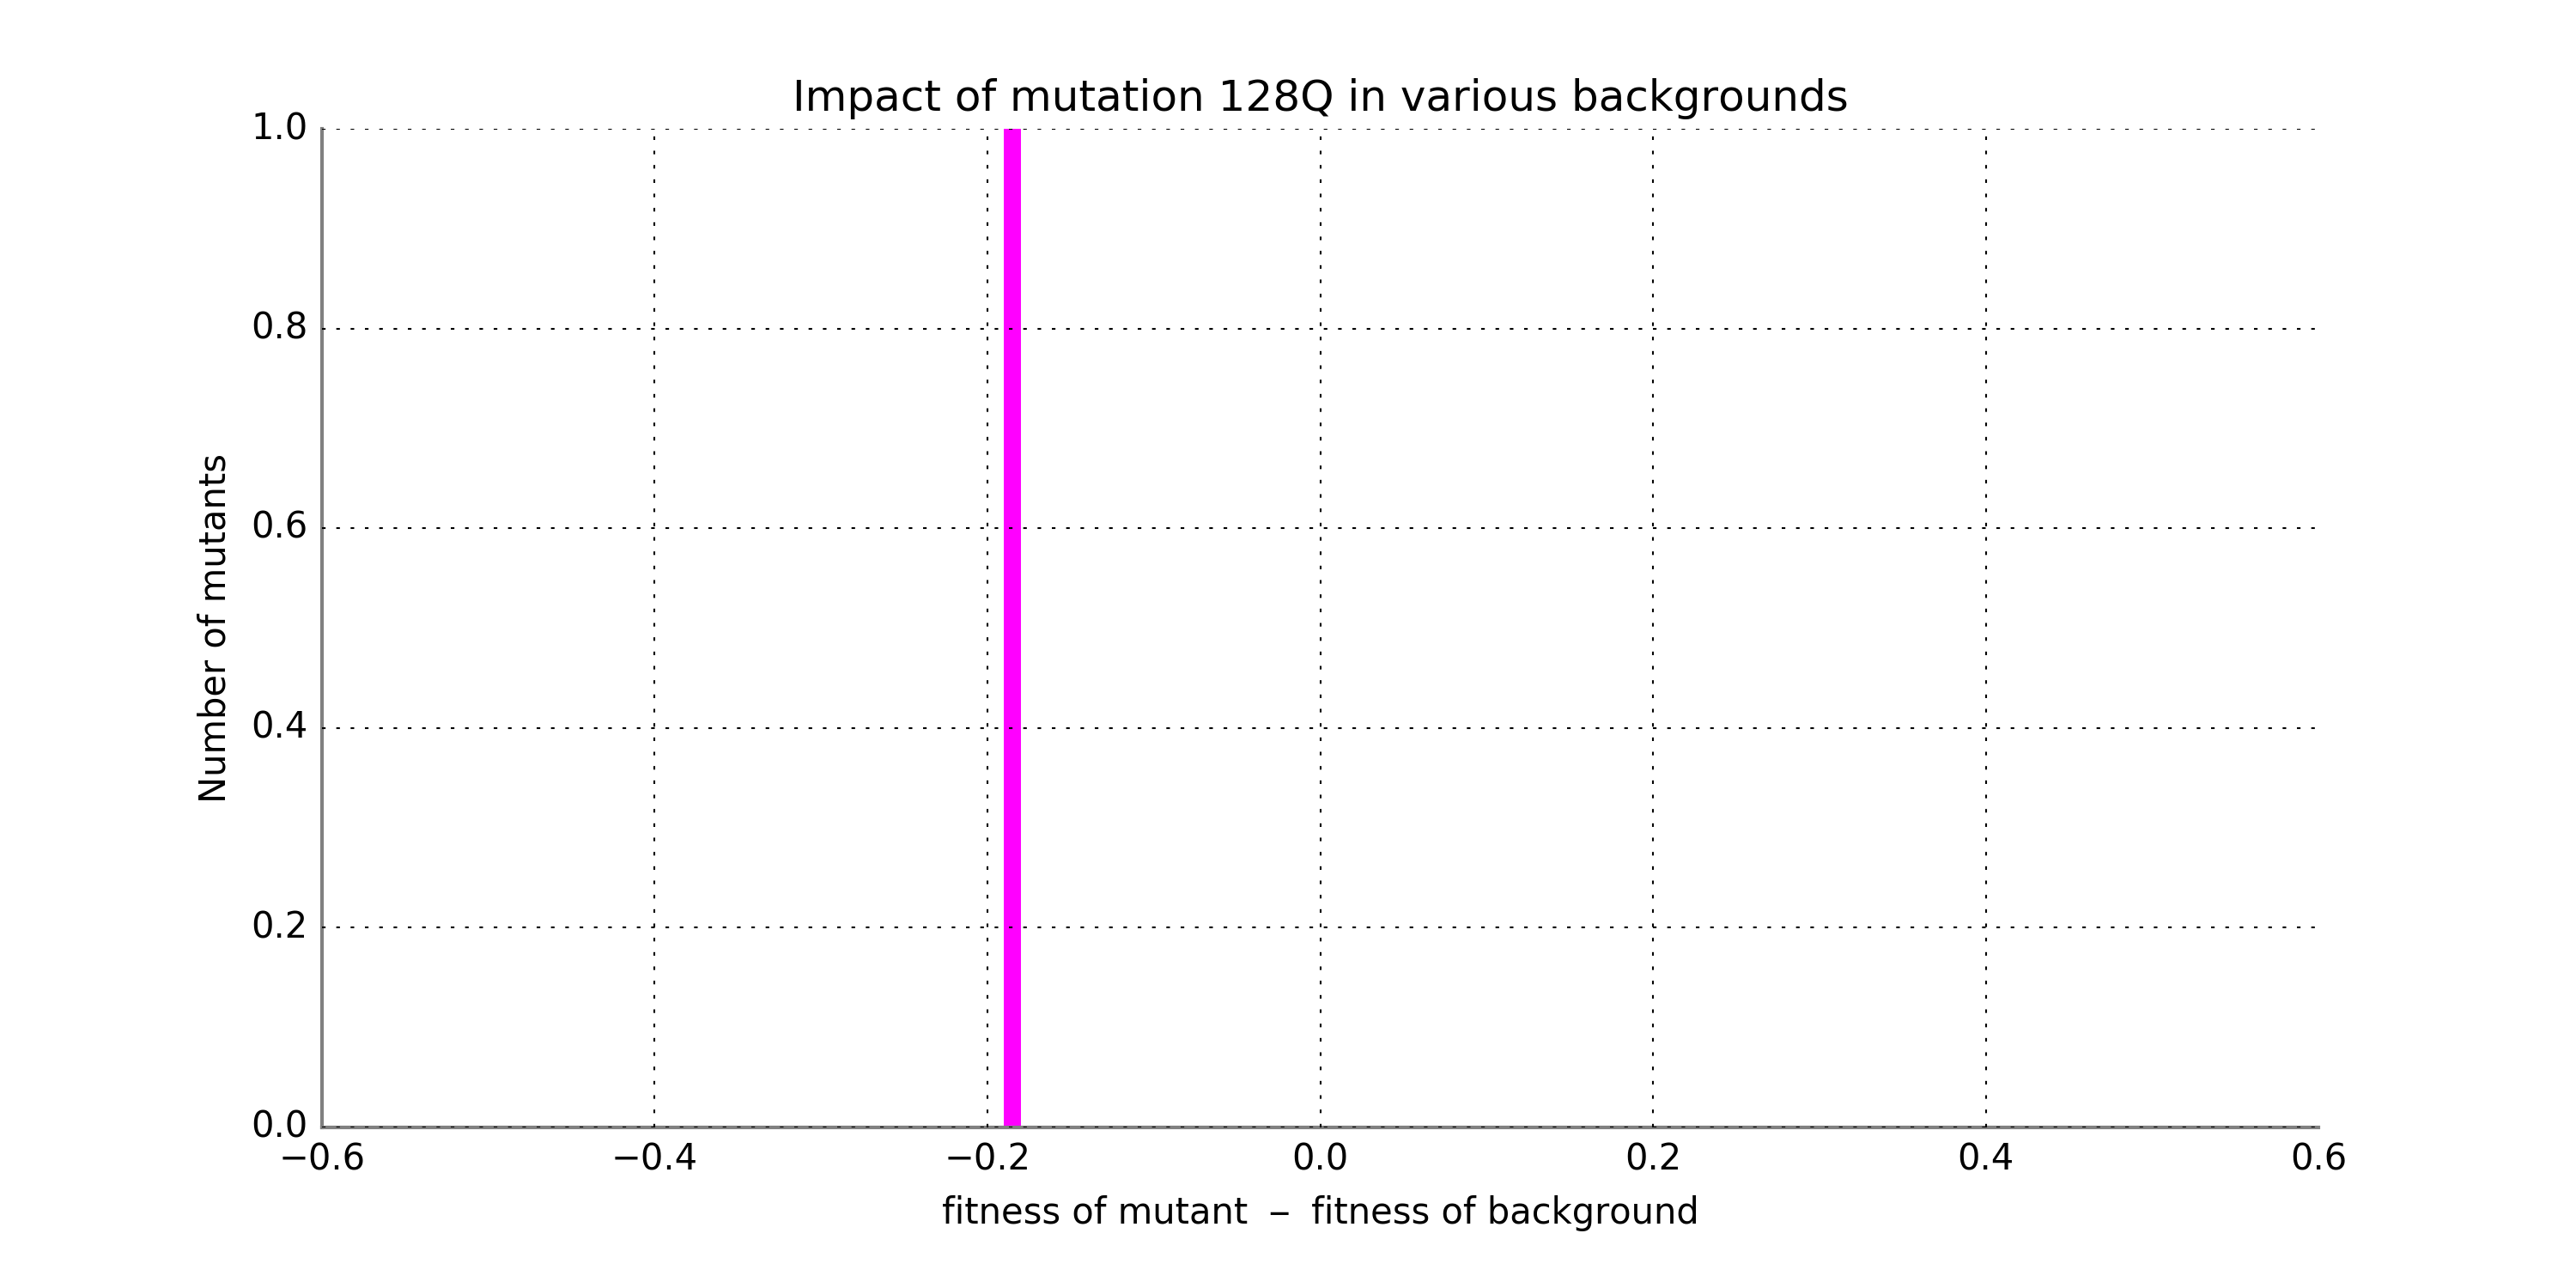 Impact of mutation 128Q in various backgrounds
1.0
0.8
0.6
0.4
0.2
0.0
Number of mutants
−0.6 −0.4 −0.2 0.0 0.2 0.4 0.6
fitness of mutant − fitness of background